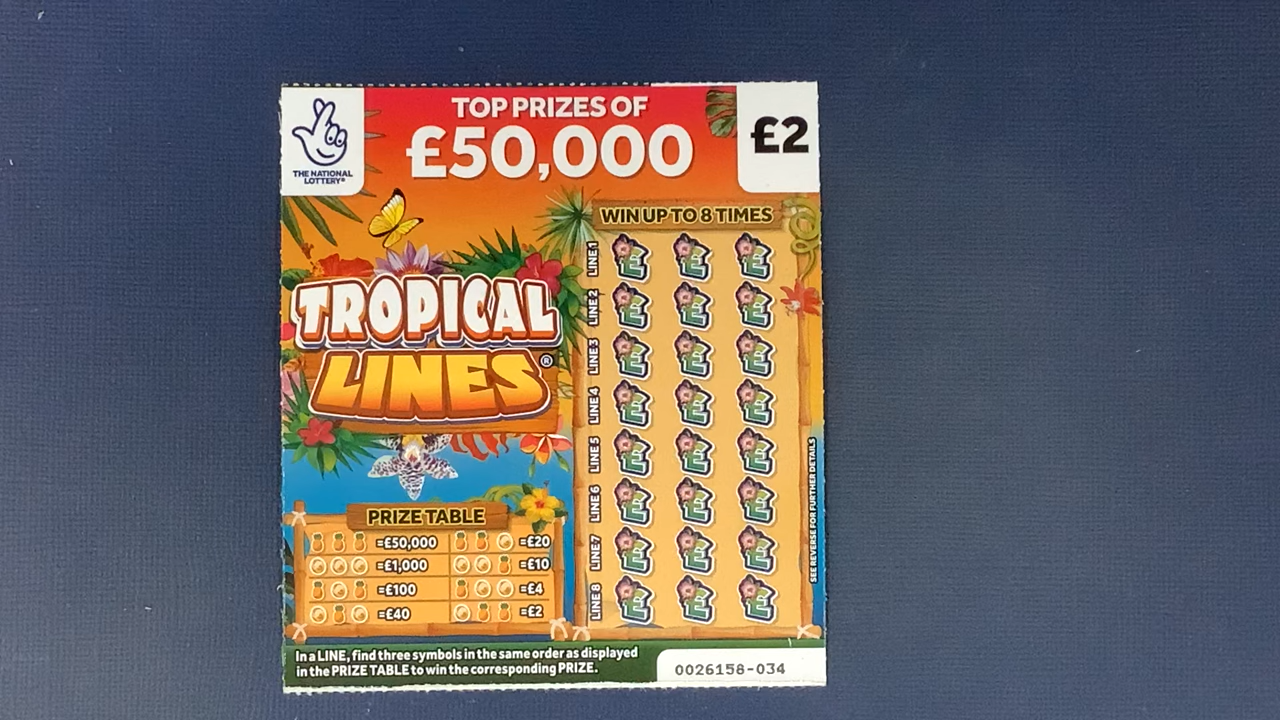 TOP PRIZES OF
£50,000
£2
THE NATIONAL
LOTTERY®
WIN UP TO 8 TIMES
TROPICAL
LINES®
LINE 1
£ £ £
LINE 2
£ £ £
LINE 3
£ £ £
LINE 4
£ £ £
LINE 5
£ £ £
LINE 6
£ £ £
LINE 7
£ £ £
LINE 8
£ £ £
SEE REVERSE FOR FURTHER DETAILS
PRIZE TABLE
=£50,000 =£20
=£1,000 =£10
=£100 =£4
=£40 =£2
In a LINE, find three symbols in the same order as displayed
in the PRIZE TABLE to win the corresponding PRIZE.
0026158-034